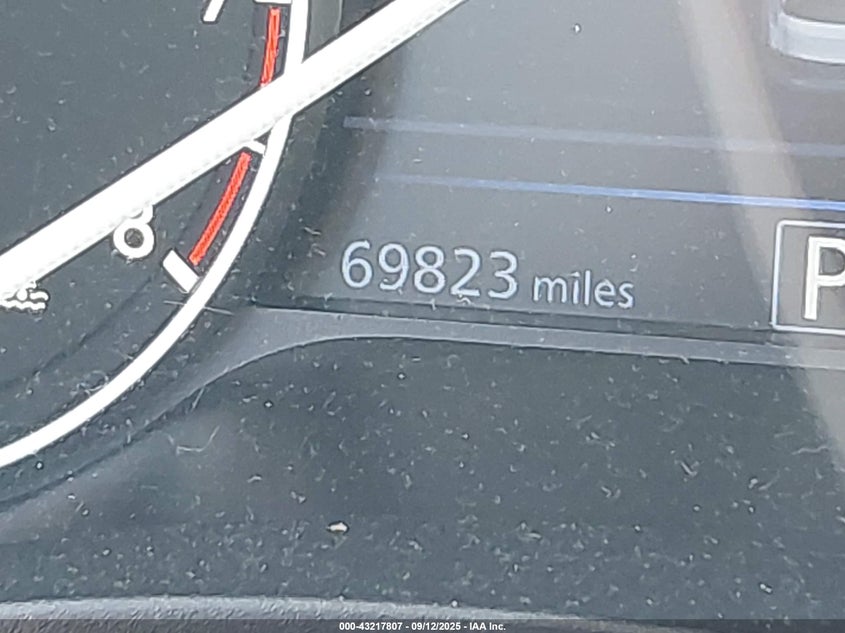 8
69823 miles
P
000-43217807 - 09/12/2025 - IAA Inc.